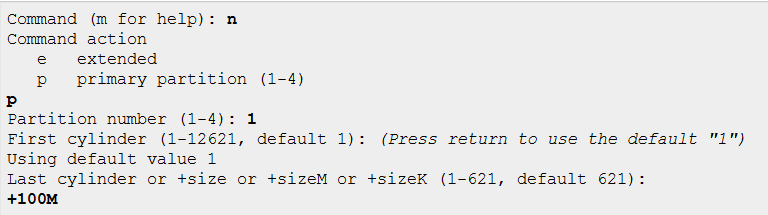 Command (m for help): n
Command action
e extended
p primary partition (1-4)
p
Partition number (1-4): 1
First cylinder (1-12621, default 1): (Press return to use the default "1")
Using default value 1
Last cylinder or +size or +sizeM or +sizeK (1-621, default 621):
+100M